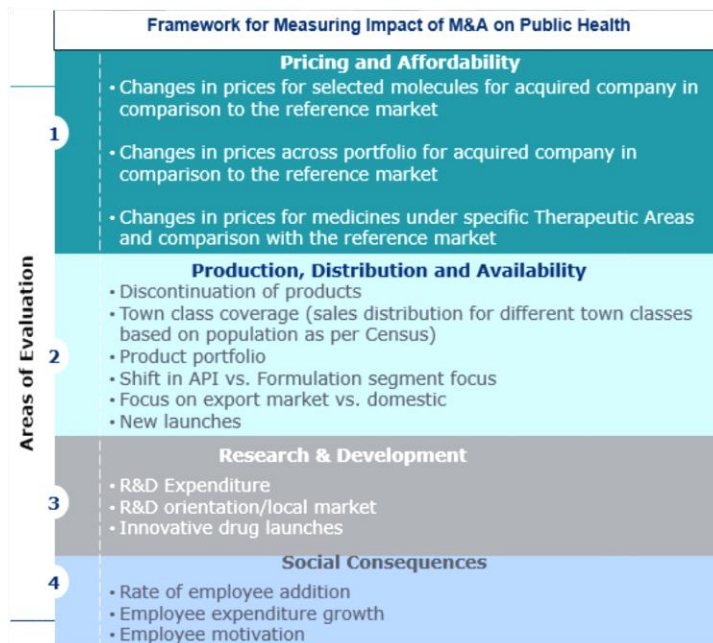 Framework for Measuring Impact of M&A on Public Health
Areas of Evaluation
1
Pricing and Affordability
• Changes in prices for selected molecules for acquired company in
comparison to the reference market
• Changes in prices across portfolio for acquired company in
comparison to the reference market
• Changes in prices for medicines under specific Therapeutic Areas
and comparison with the reference market
2
Production, Distribution and Availability
• Discontinuation of products
• Town class coverage (sales distribution for different town classes
based on population as per Census)
• Product portfolio
• Shift in API vs. Formulation segment focus
• Focus on export market vs. domestic
• New launches
3
Research & Development
• R&D Expenditure
• R&D orientation/local market
• Innovative drug launches
4
Social Consequences
• Rate of employee addition
• Employee expenditure growth
• Employee motivation